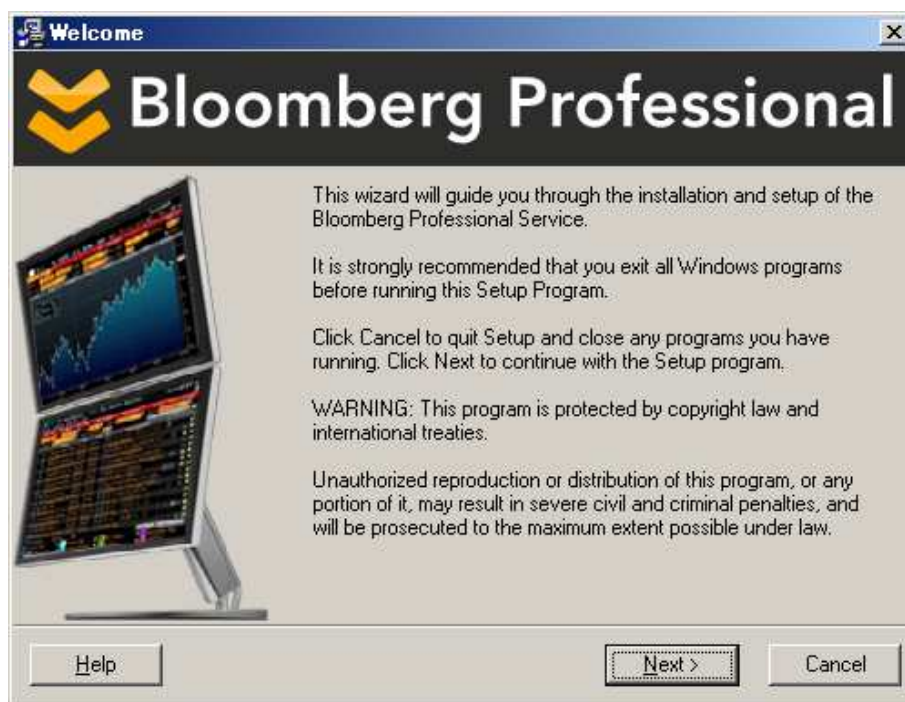 Welcome
Bloomberg Professional
This wizard will guide you through the installation and setup of the
Bloomberg Professional Service.
It is strongly recommended that you exit all Windows programs
before running this Setup Program.
Click Cancel to quit Setup and close any programs you have
running. Click Next to continue with the Setup program.
WARNING: This program is protected by copyright law and
international treaties.
Unauthorized reproduction or distribution of this program, or any
portion of it, may result in severe civil and criminal penalties, and
will be prosecuted to the maximum extent possible under law.
Help
Next >
Cancel